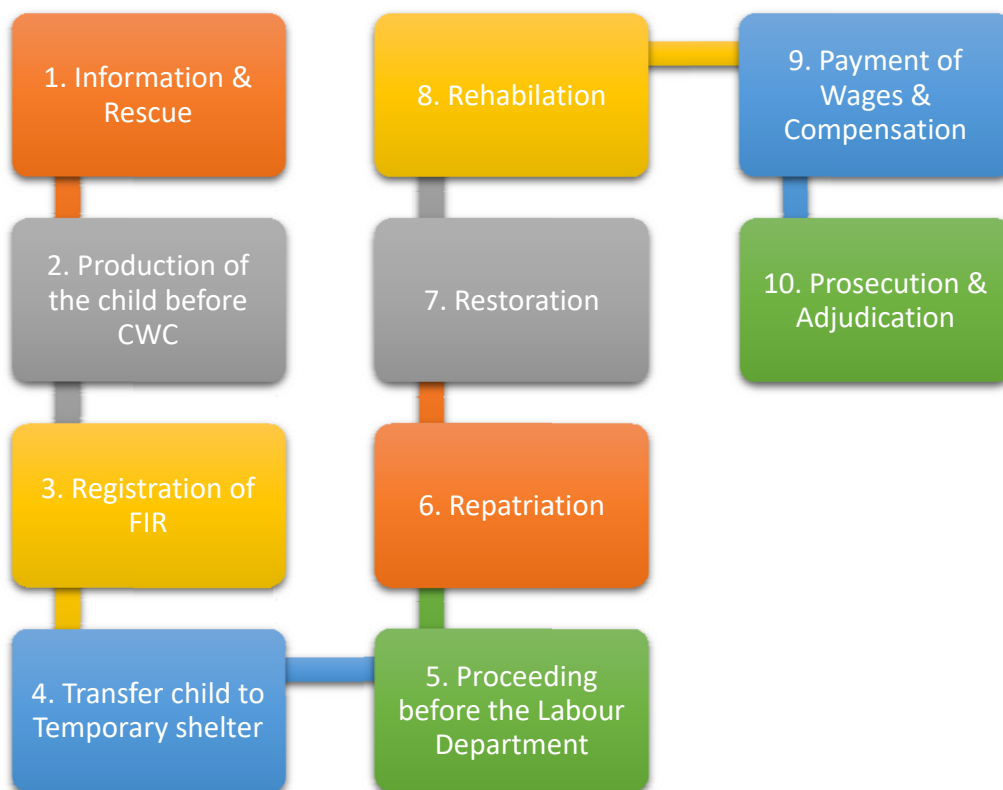 1. Information &
Rescue
2. Production of
the child before
CWC
3. Registration of
FIR
4. Transfer child to
Temporary shelter
5. Proceeding
before the Labour
Department
6. Repatriation
7. Restoration
8. Rehabilation
9. Payment of
Wages &
Compensation
10. Prosecution &
Adjudication